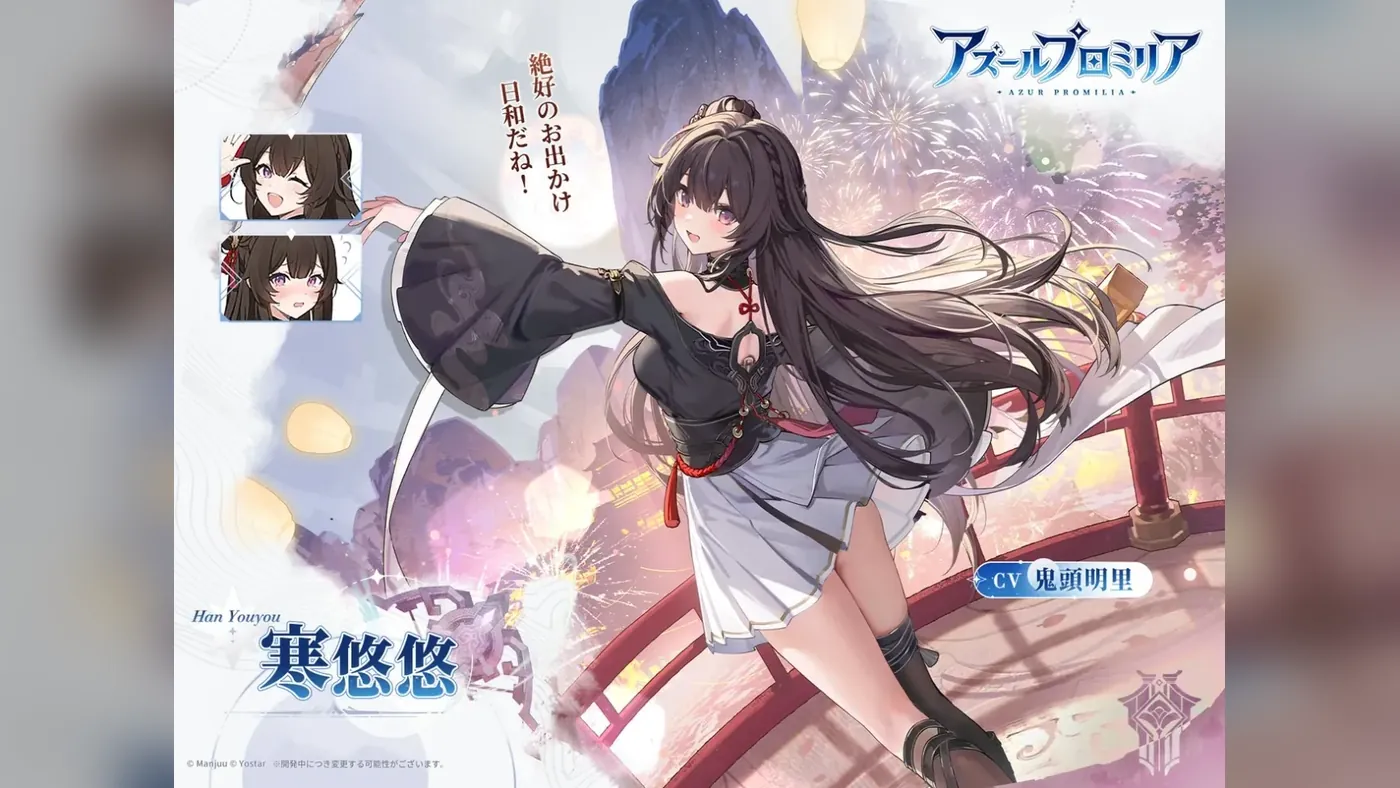 アズールプロミリア
AZUR PROMILIA
絶好のお出かけ
日和だね！
CV 鬼頭明里
Han Youyou
寒悠悠
© Manjuu © Yostar ※開発中につき変更する可能性がございます。